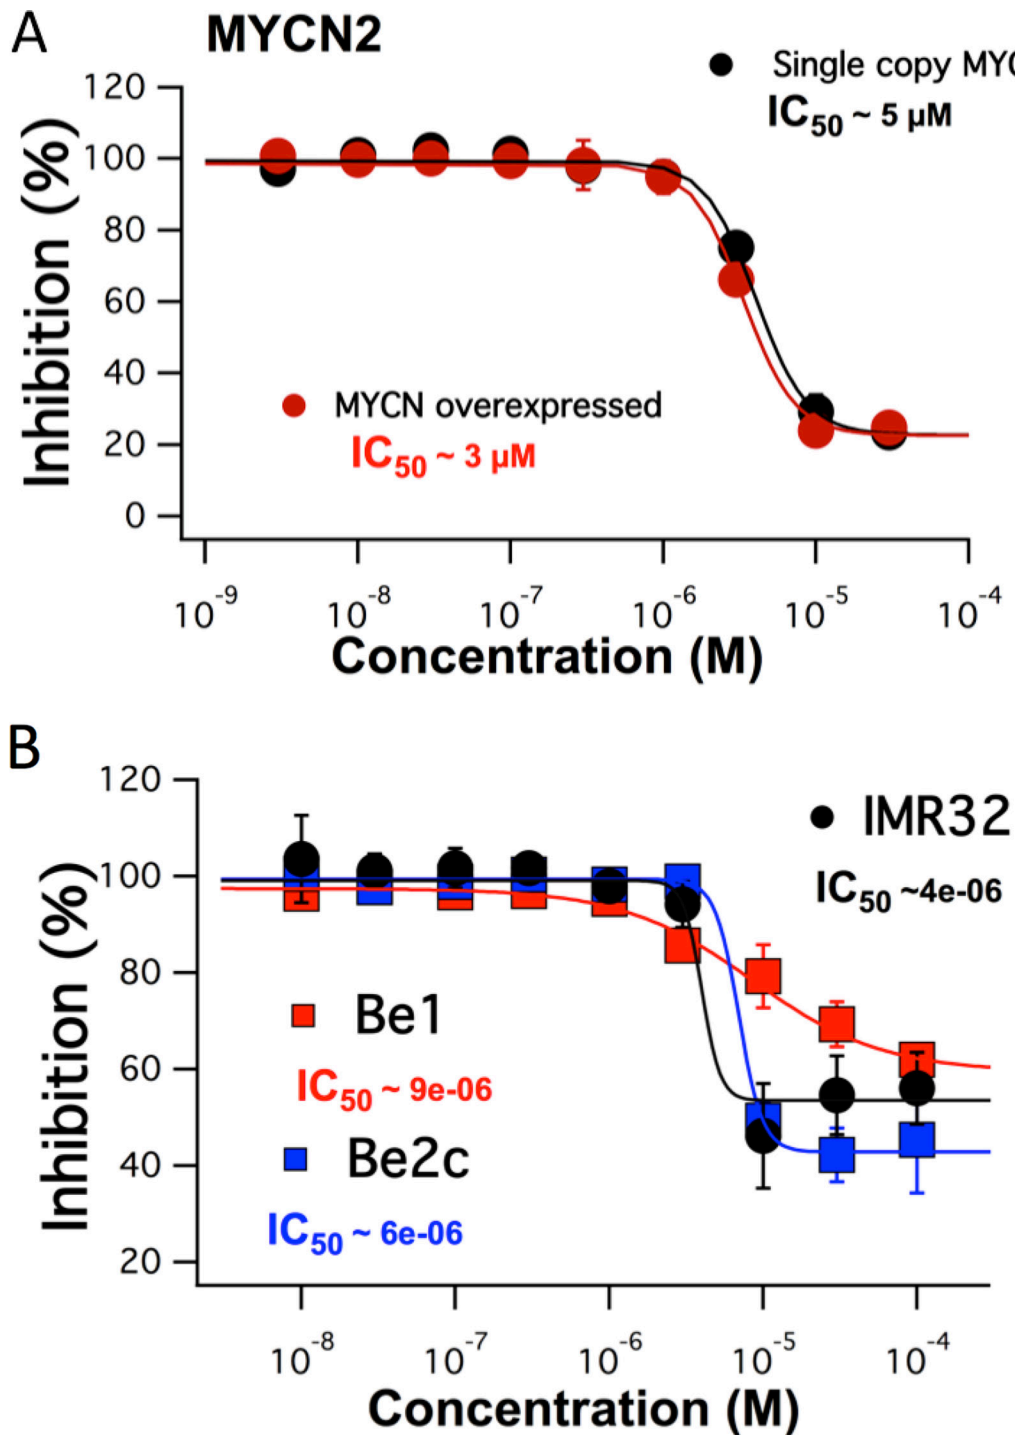 A
MYCN2
Single copy MYC
IC50 ~ 5 µM
Inhibition (%)
120
100
80
60
40
20
0
MYCN overexpressed
IC50 ~ 3 µM
10-9 10-8 10-7 10-6 10-5 10-4
Concentration (M)
B
Inhibition (%)
120
100
80
60
40
20
IMR32
IC50 ~4e-06
Be1
IC50 ~ 9e-06
Be2c
IC50 ~ 6e-06
10-8 10-7 10-6 10-5 10-4
Concentration (M)